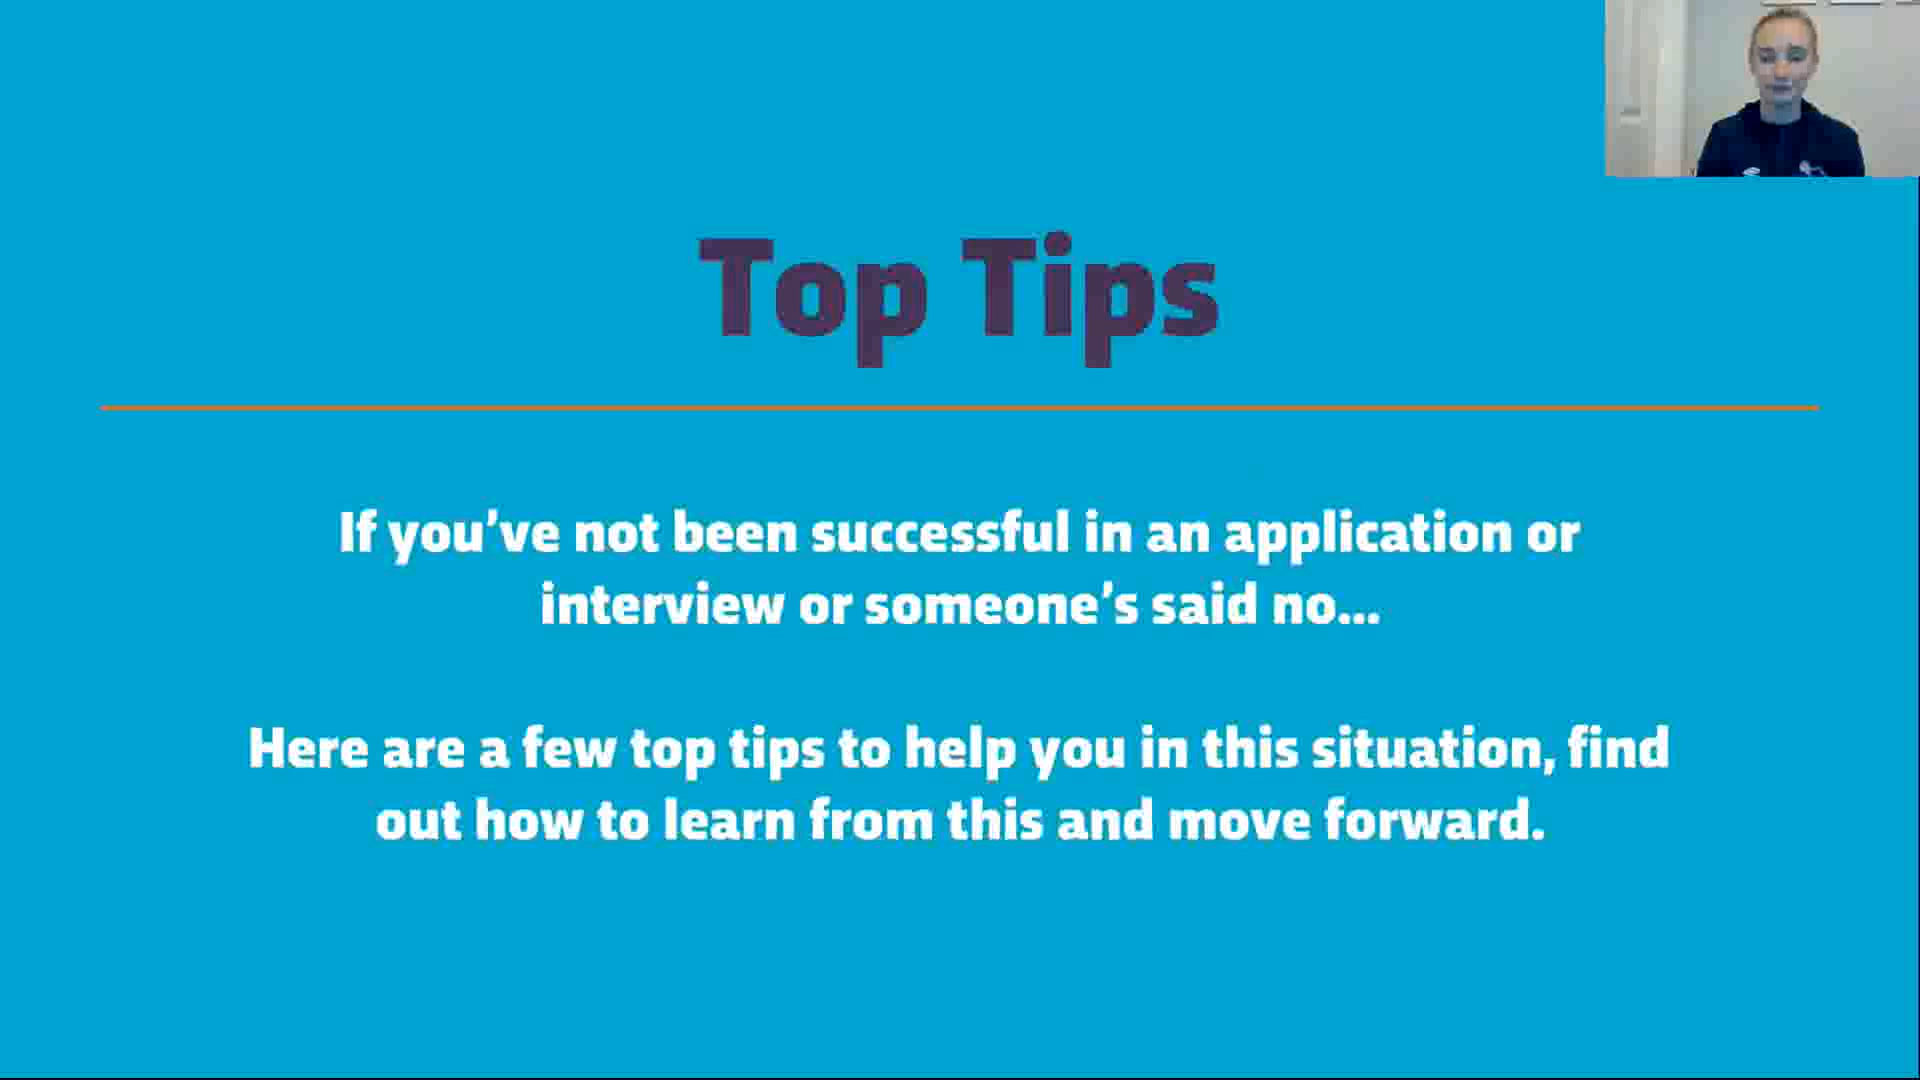 Top Tips
If you've not been successful in an application or
interview or someone's said no...
Here are a few top tips to help you in this situation, find
out how to learn from this and move forward.